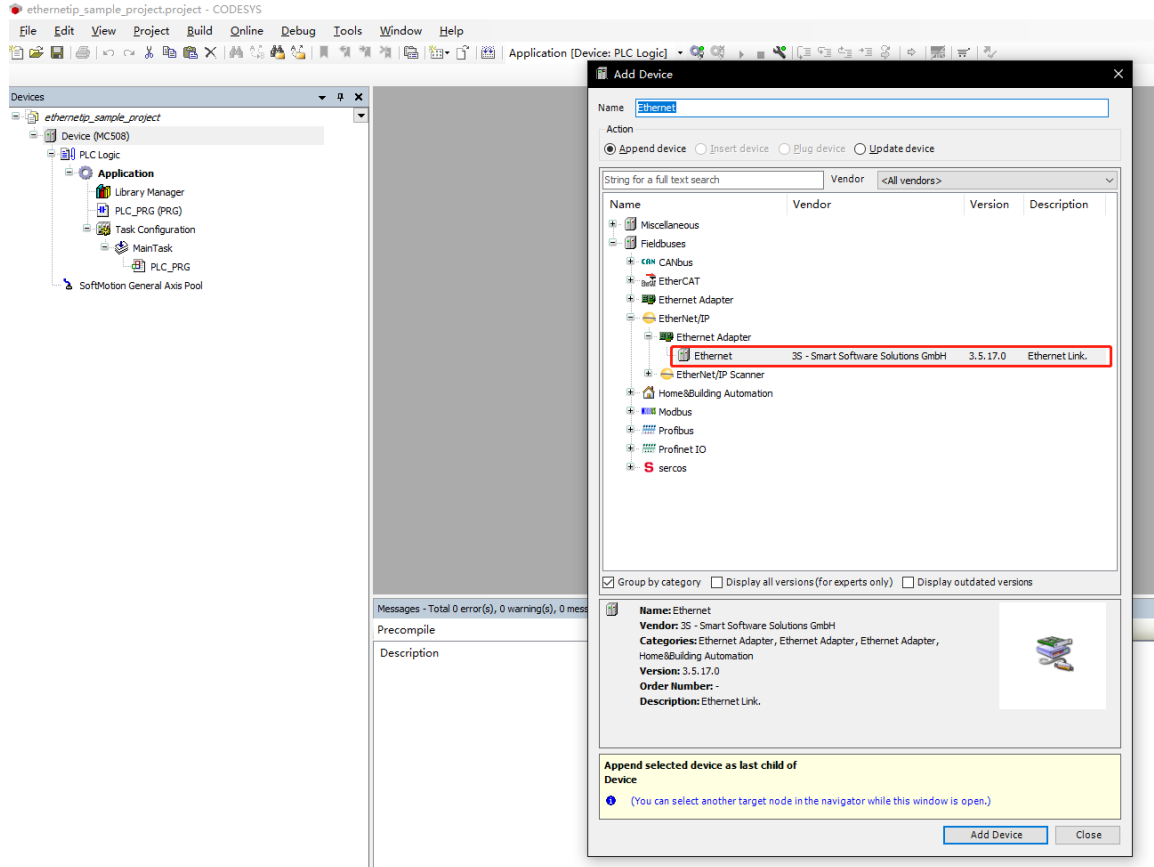 ethernetip_sample_project.project - CODESYS
File Edit View Project Build Online Debug Tools Window Help
Application [Device: PLC Logic]
Devices
ethernetip_sample_project
Device (MC508)
PLC Logic
Application
Library Manager
PLC_PRG (PRG)
Task Configuration
MainTask
PLC_PRG
SoftMotion General Axis Pool
Add Device
Name Ethernet
Action
Append device Insert device Plug device Update device
String for a full text search Vendor <All vendors>
Name Vendor Version Description
Miscellaneous
Fieldbuses
CAN CANbus
EtherCAT
Ethernet Adapter
EtherNet/IP
Ethernet Adapter
Ethernet 3S - Smart Software Solutions GmbH 3.5.17.0 Ethernet Link.
EtherNet/IP Scanner
Home&Building Automation
Modbus
Profibus
Profinet IO
sercos
Group by category Display all versions (for experts only) Display outdated versions
Name: Ethernet
Vendor: 3S - Smart Software Solutions GmbH
Categories: Ethernet Adapter, Ethernet Adapter, Ethernet Adapter,
Home&Building Automation
Version: 3.5.17.0
Order Number: -
Description: Ethernet Link.
Append selected device as last child of
Device
(You can select another target node in the navigator while this window is open.)
Add Device Close
Messages - Total 0 error(s), 0 warning(s), 0 mess
Precompile
Description